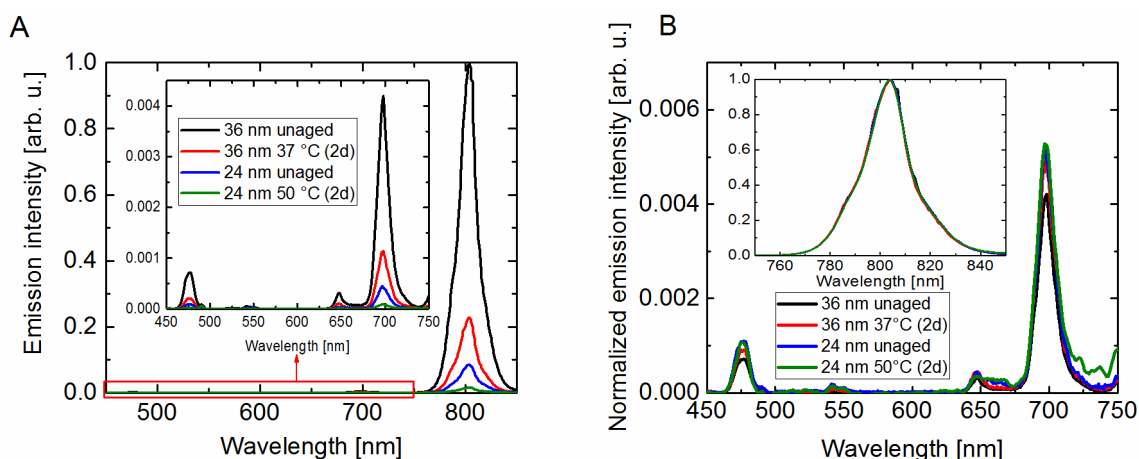 A
Emission intensity [arb. u.]
1.0
0.8
0.6
0.4
0.2
0.0
500
600
700
800
Wavelength [nm]
0.004
0.003
0.002
0.001
0.000
450 500 550 600 650 700 750
Wavelength [nm]
36 nm unaged
36 nm 37 °C (2d)
24 nm unaged
24 nm 50 °C (2d)
B
Normalized emission intensity [arb. u.]
0.006
0.004
0.002
0.000
450 500 550 600 650 700 750
Wavelength [nm]
1.0
0.8
0.6
0.4
0.2
0.0
760 780 800 820 840
Wavelength [nm]
36 nm unaged
36 nm 37°C (2d)
24 nm unaged
24 nm 50°C (2d)